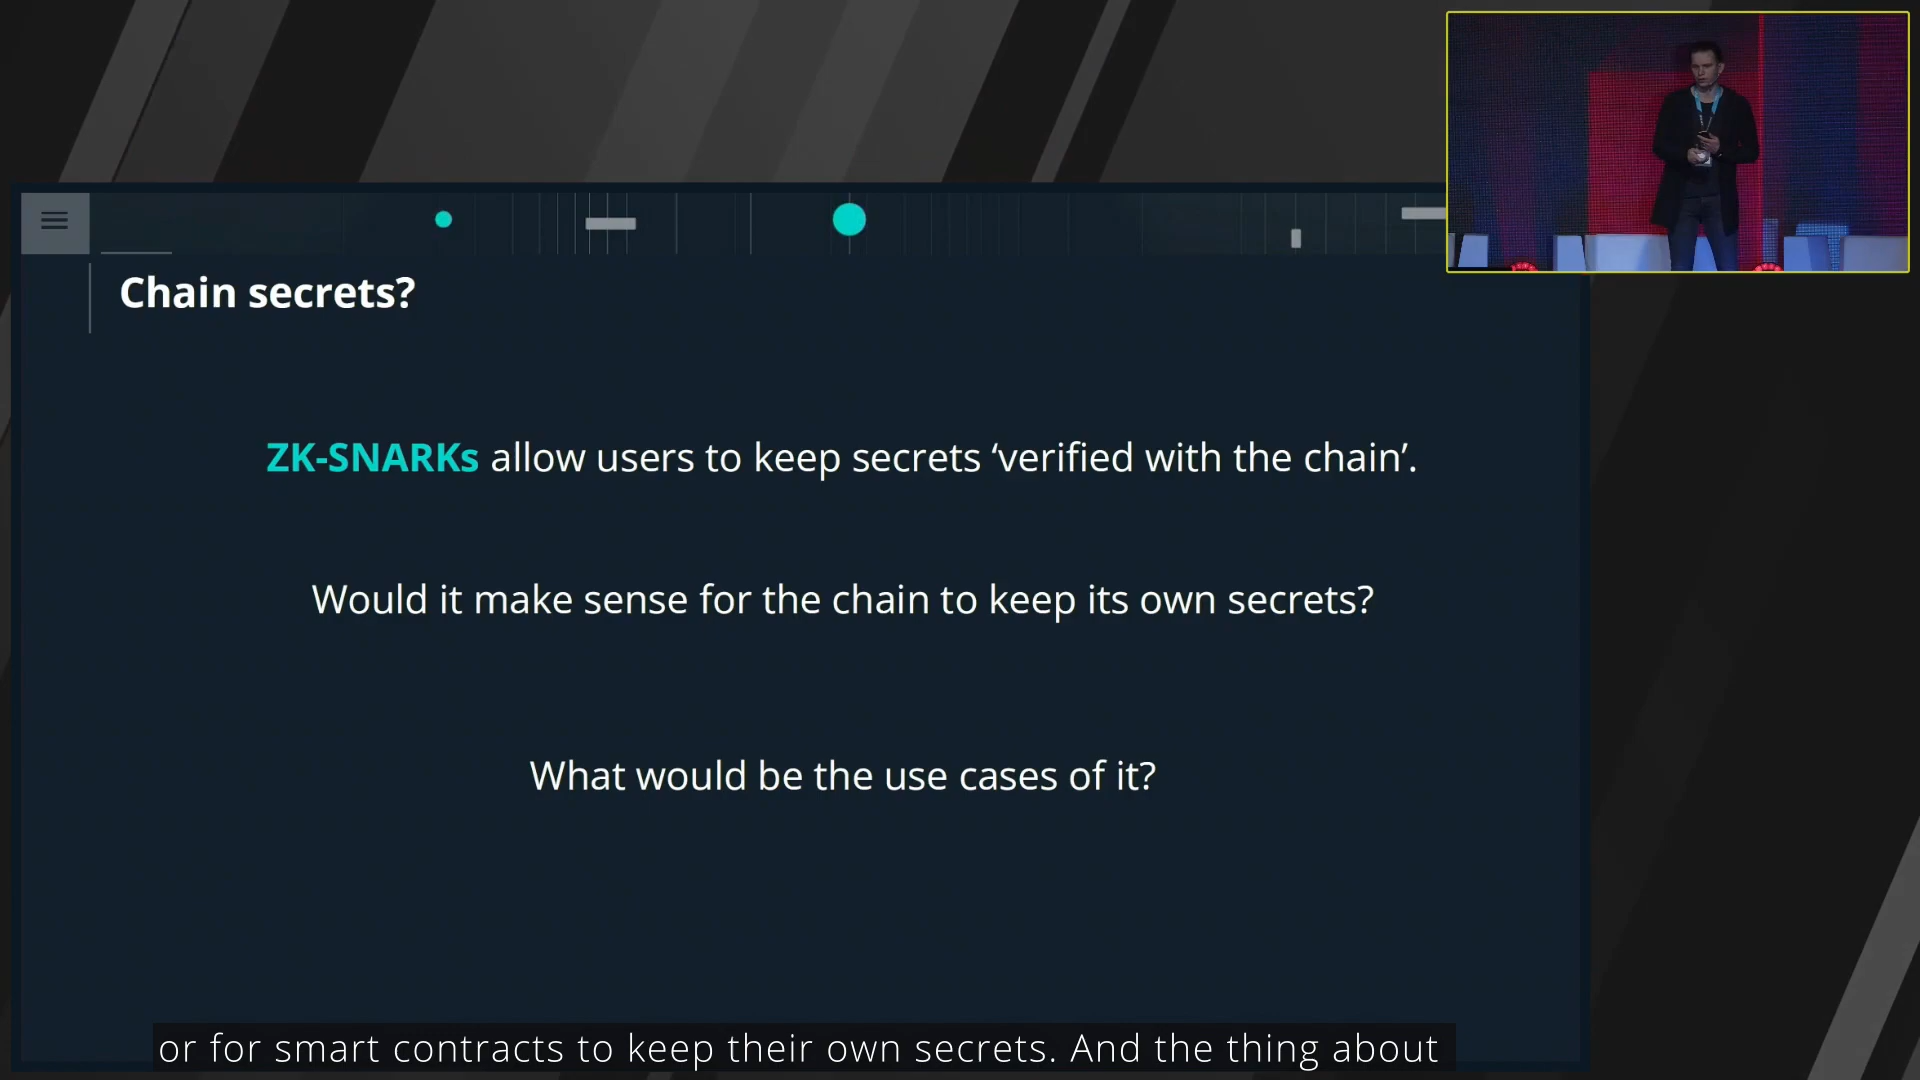 Chain secrets?
ZK-SNARKs allow users to keep secrets ‘verified with the chain’.
Would it make sense for the chain to keep its own secrets?
What would be the use cases of it?
or for smart contracts to keep their own secrets. And the thing about